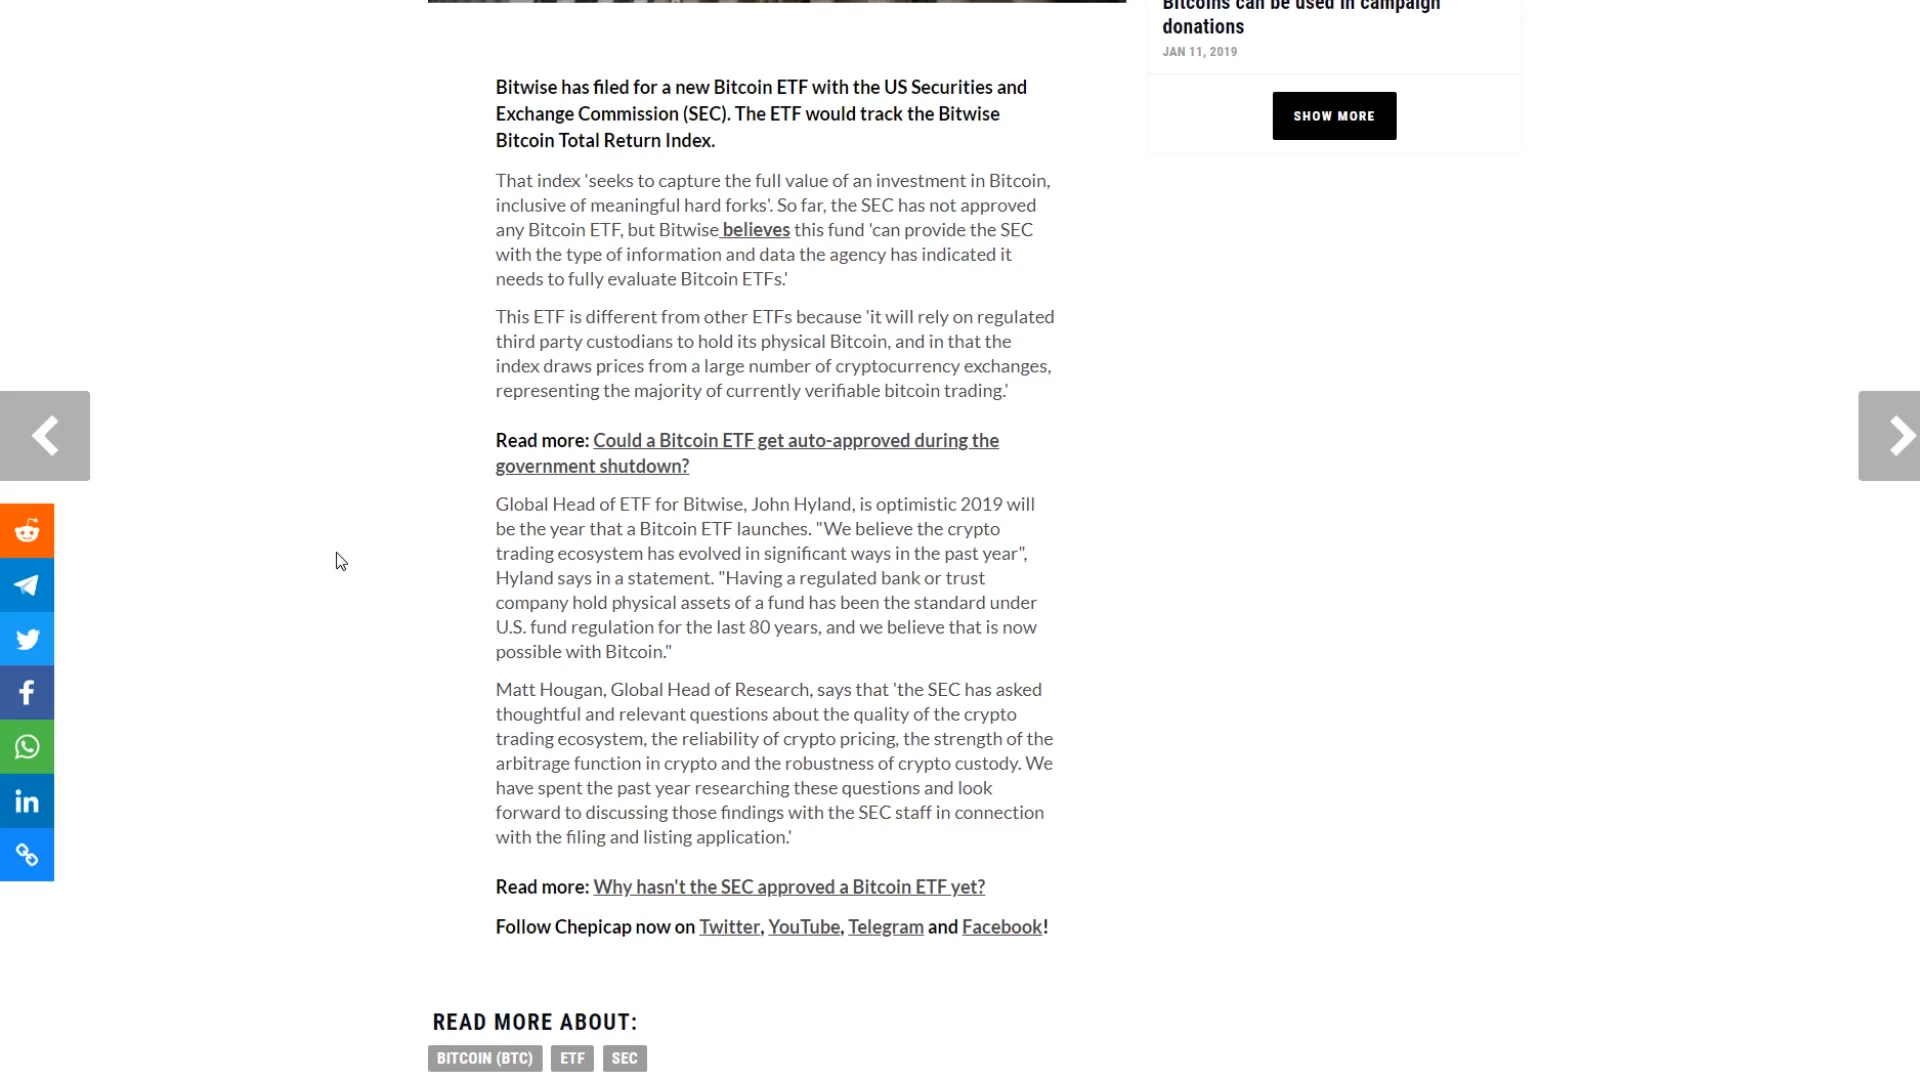 Bitcoins can be used in campaign
donations
JAN 11, 2019
SHOW MORE
Bitwise has filed for a new Bitcoin ETF with the US Securities and
Exchange Commission (SEC). The ETF would track the Bitwise
Bitcoin Total Return Index.
That index 'seeks to capture the full value of an investment in Bitcoin,
inclusive of meaningful hard forks'. So far, the SEC has not approved
any Bitcoin ETF, but Bitwise believes this fund 'can provide the SEC
with the type of information and data the agency has indicated it
needs to fully evaluate Bitcoin ETFs.'
This ETF is different from other ETFs because 'it will rely on regulated
third party custodians to hold its physical Bitcoin, and in that the
index draws prices from a large number of cryptocurrency exchanges,
representing the majority of currently verifiable bitcoin trading.'
Read more: Could a Bitcoin ETF get auto-approved during the
government shutdown?
Global Head of ETF for Bitwise, John Hyland, is optimistic 2019 will
be the year that a Bitcoin ETF launches. "We believe the crypto
trading ecosystem has evolved in significant ways in the past year",
Hyland says in a statement. "Having a regulated bank or trust
company hold physical assets of a fund has been the standard under
U.S. fund regulation for the last 80 years, and we believe that is now
possible with Bitcoin."
Matt Hougan, Global Head of Research, says that 'the SEC has asked
thoughtful and relevant questions about the quality of the crypto
trading ecosystem, the reliability of crypto pricing, the strength of the
arbitrage function in crypto and the robustness of crypto custody. We
have spent the past year researching these questions and look
forward to discussing those findings with the SEC staff in connection
with the filing and listing application.'
Read more: Why hasn't the SEC approved a Bitcoin ETF yet?
Follow Chepicap now on Twitter, YouTube, Telegram and Facebook!
READ MORE ABOUT:
BITCOIN (BTC) ETF SEC